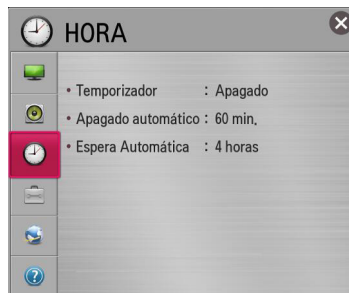 HORA
• Temporizador : Apagado
• Apagado automático : 60 min.
• Espera Automática : 4 horas